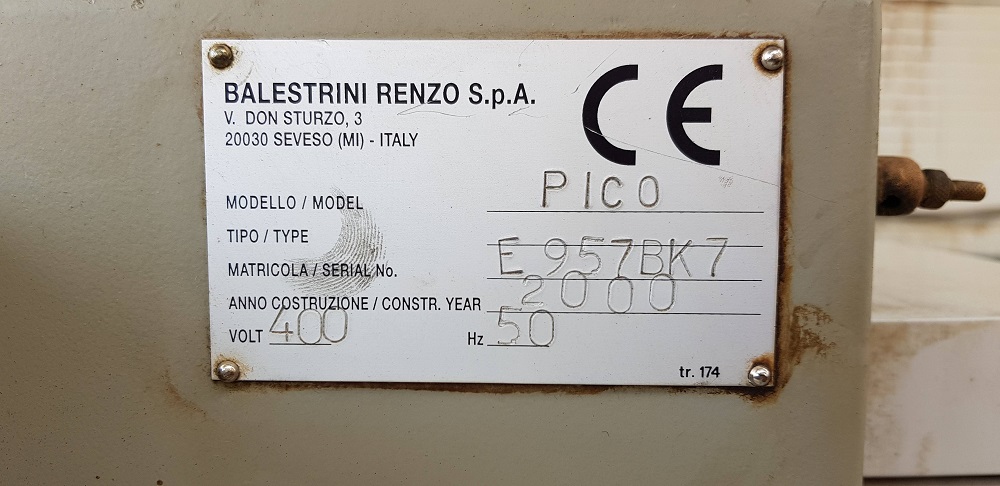 BALESTRINI RENZO S.p.A.
V. DON STURZO, 3
20030 SEVESO (MI) - ITALY
CE
MODELLO / MODEL PICO
TIPO / TYPE
MATRICOLA / SERIAL No. E957BK7
ANNO COSTRUZIONE / CONSTR. YEAR 2000
VOLT 400 Hz 50
tr. 174